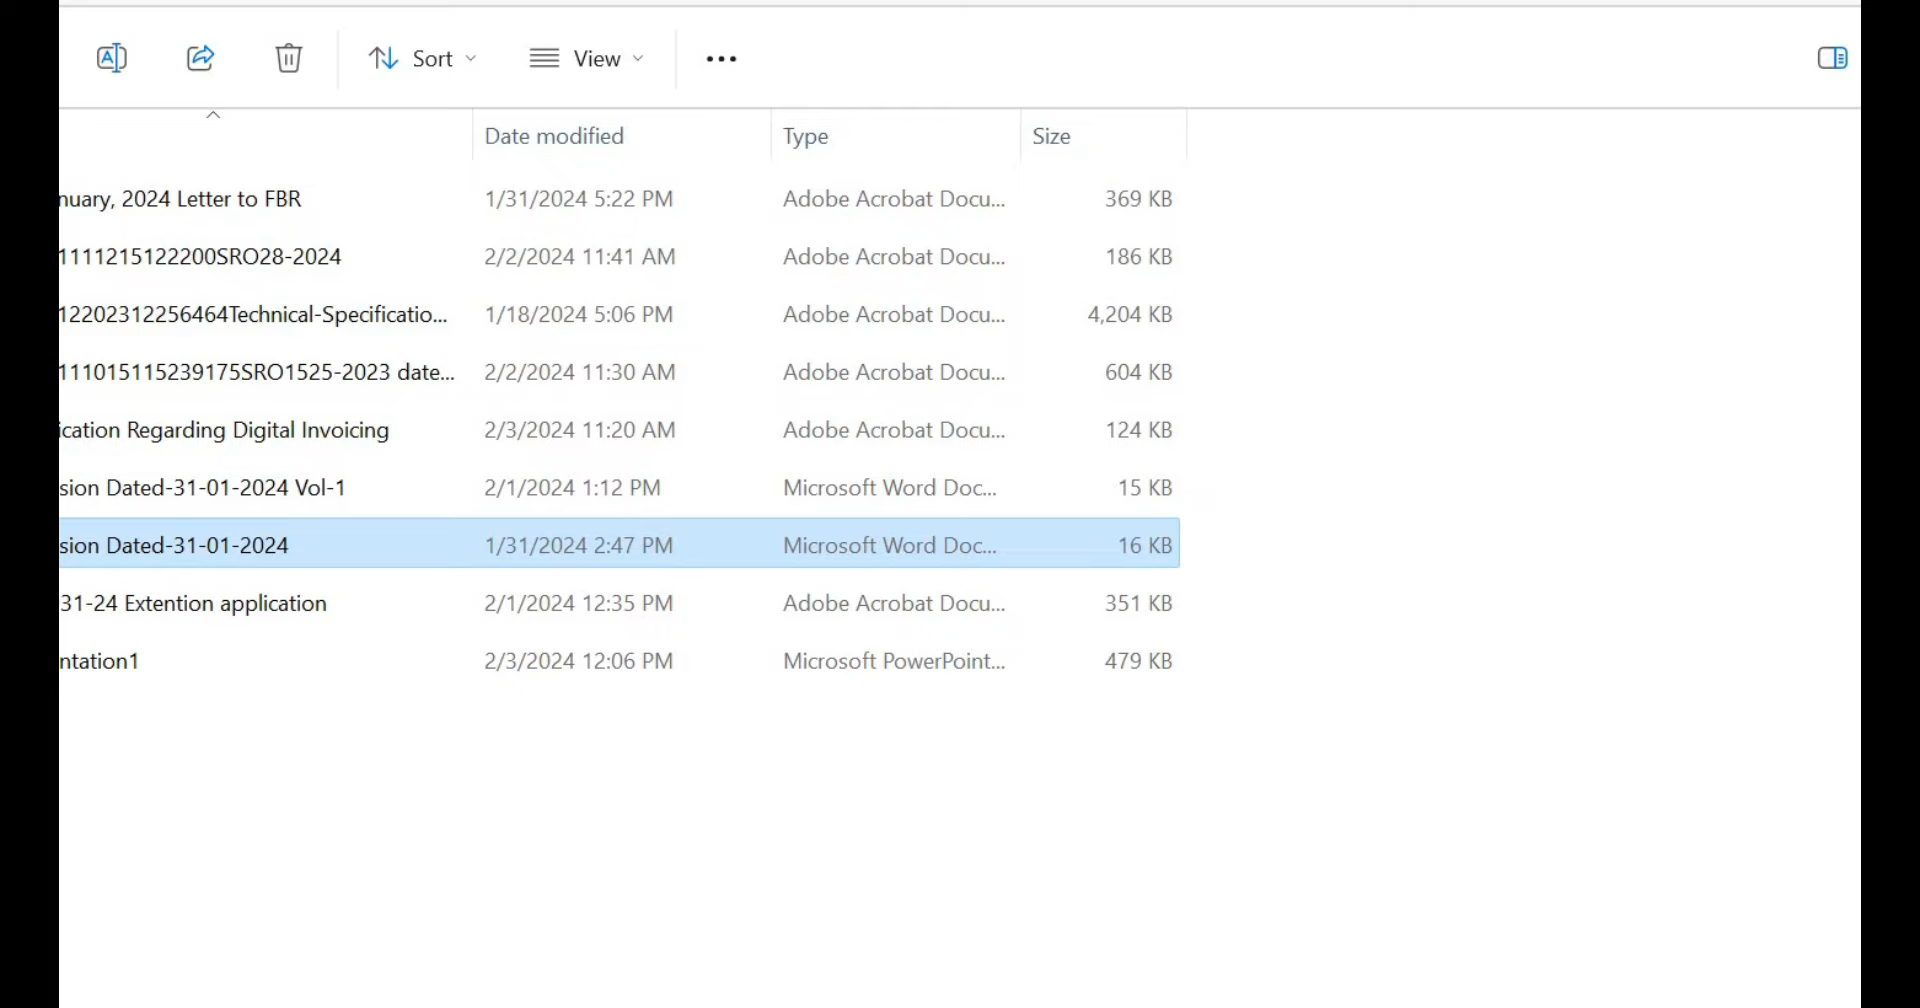 Sort View
Date modified Type Size
nuary, 2024 Letter to FBR 1/31/2024 5:22 PM Adobe Acrobat Docu... 369 KB
1111215122200SRO28-2024 2/2/2024 11:41 AM Adobe Acrobat Docu... 186 KB
12202312256464Technical-Specificatio... 1/18/2024 5:06 PM Adobe Acrobat Docu... 4,204 KB
111015115239175SRO1525-2023 date... 2/2/2024 11:30 AM Adobe Acrobat Docu... 604 KB
ication Regarding Digital Invoicing 2/3/2024 11:20 AM Adobe Acrobat Docu... 124 KB
sion Dated-31-01-2024 Vol-1 2/1/2024 1:12 PM Microsoft Word Doc... 15 KB
sion Dated-31-01-2024 1/31/2024 2:47 PM Microsoft Word Doc... 16 KB
31-24 Extention application 2/1/2024 12:35 PM Adobe Acrobat Docu... 351 KB
ntation1 2/3/2024 12:06 PM Microsoft PowerPoint... 479 KB